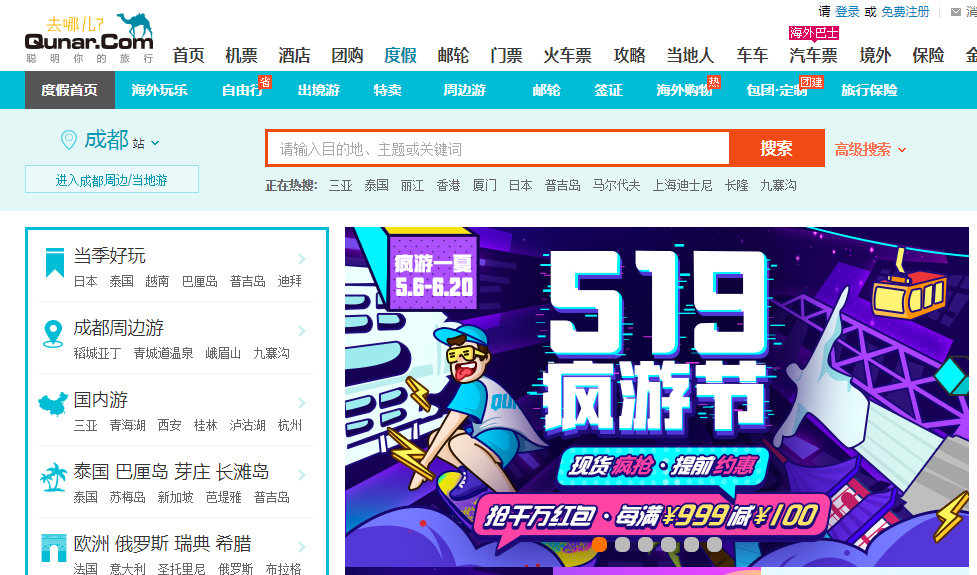 请 登录 或 免费注册 消
去哪儿?
Qunar.Com
聪明你的旅行
海外巴士
首页 机票 酒店 团购 度假 邮轮 门票 火车票 攻略 当地人 车车 汽车票 境外 保险 金
度假首页 海外玩乐 自由行 省 出境游 特卖 周边游 邮轮 签证 海外购物 热 包团·定制 团建 旅行保险
成都 站
请输入目的地、主题或关键词 搜索 高级搜索
进入成都周边/当地游
正在热搜: 三亚 泰国 丽江 香港 厦门 日本 普吉岛 马尔代夫 上海迪士尼 长隆 九寨沟
当季好玩
日本 泰国 越南 巴厘岛 普吉岛 迪拜
成都周边游
稻城亚丁 青城道温泉 峨眉山 九寨沟
国内游
三亚 青海湖 西安 桂林 泸沽湖 杭州
泰国 巴厘岛 芽庄 长滩岛
泰国 苏梅岛 新加坡 芭堤雅 普吉岛
欧洲 俄罗斯 瑞典 希腊
法国 意大利 圣托里尼 俄罗斯 布拉格
疯游一夏
5.6-6.20
519
疯游节
QU
现货疯抢·提前约惠
抢千万红包·每满¥999减¥100